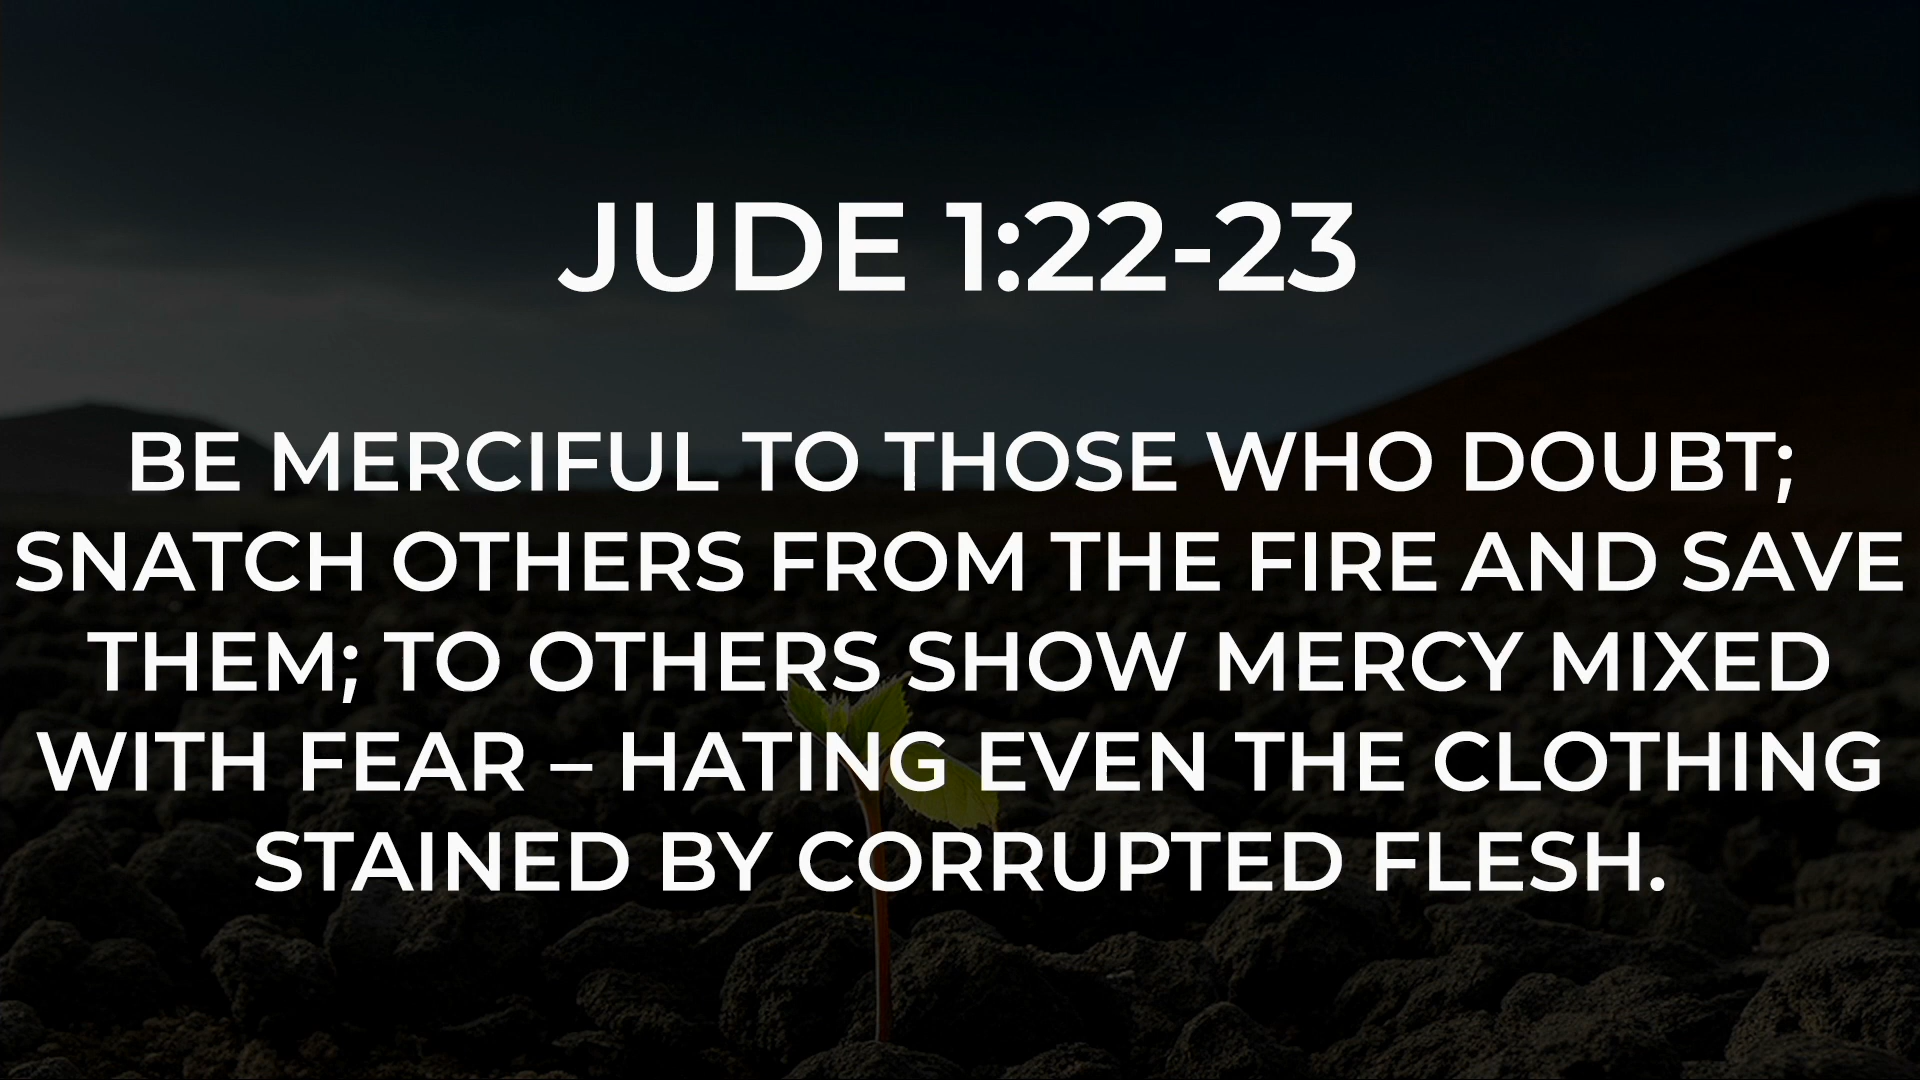 JUDE 1:22-23
BE MERCIFUL TO THOSE WHO DOUBT;
SNATCH OTHERS FROM THE FIRE AND SAVE
THEM; TO OTHERS SHOW MERCY MIXED
WITH FEAR – HATING EVEN THE CLOTHING
STAINED BY CORRUPTED FLESH.